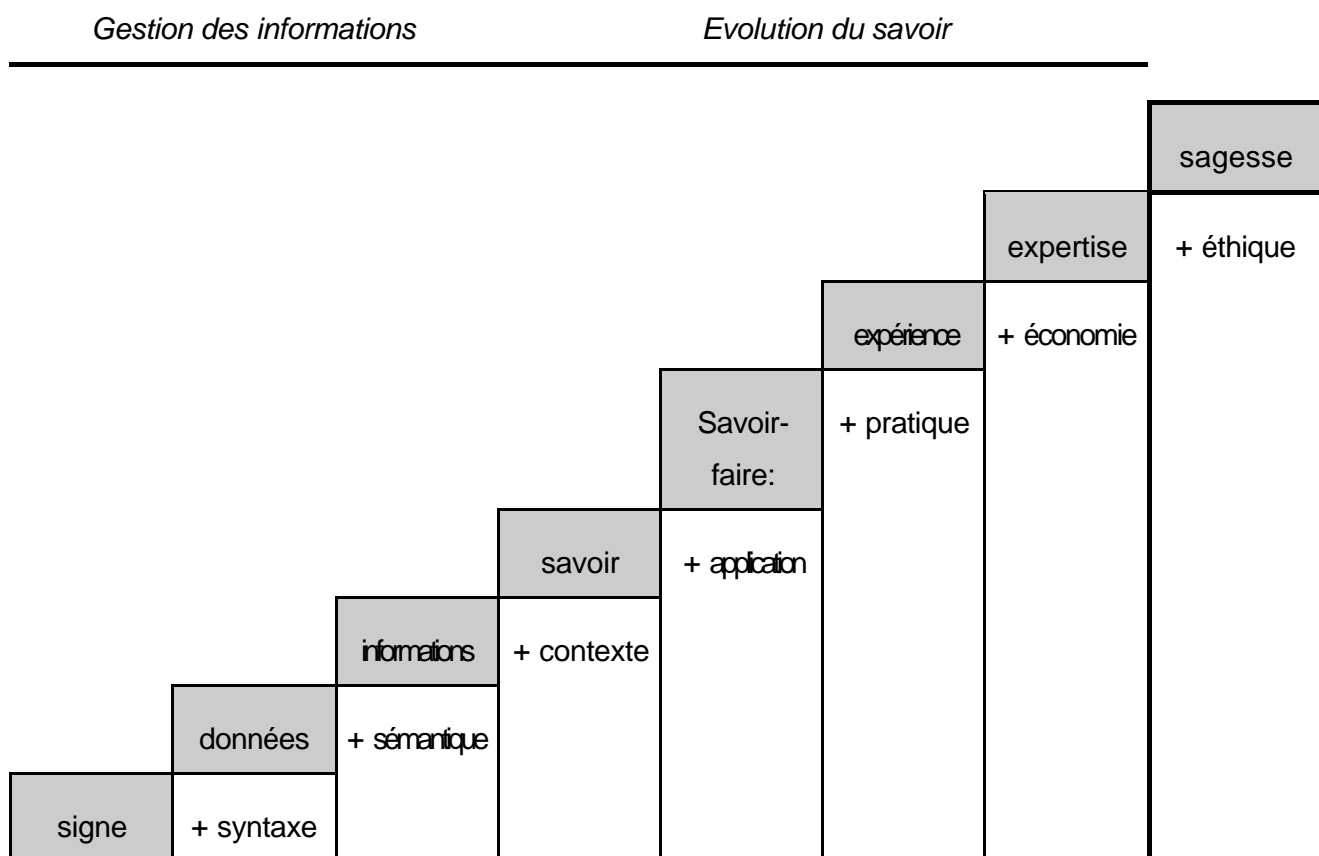 Gestion des informations
Evolution du savoir
sagesse
expertise
+ éthique
expérience
+ économie
Savoir-
faire:
+ pratique
savoir
+ application
informations
+ contexte
données
+ sémantique
signe
+ syntaxe